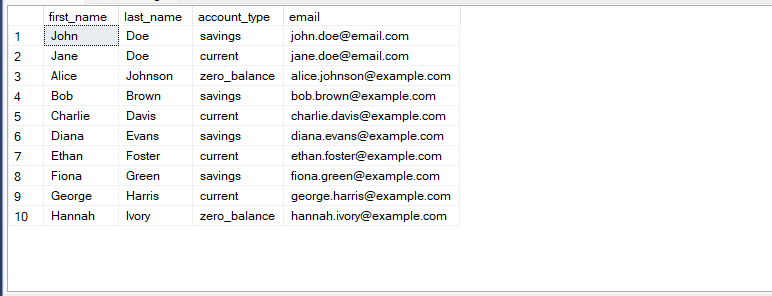 first_name last_name account_type email
1 John Doe savings john.doe@email.com
2 Jane Doe current jane.doe@email.com
3 Alice Johnson zero_balance alice.johnson@example.com
4 Bob Brown savings bob.brown@example.com
5 Charlie Davis current charlie.davis@example.com
6 Diana Evans savings diana.evans@example.com
7 Ethan Foster current ethan.foster@example.com
8 Fiona Green savings fiona.green@example.com
9 George Harris current george.harris@example.com
10 Hannah Ivory zero_balance hannah.ivory@example.com